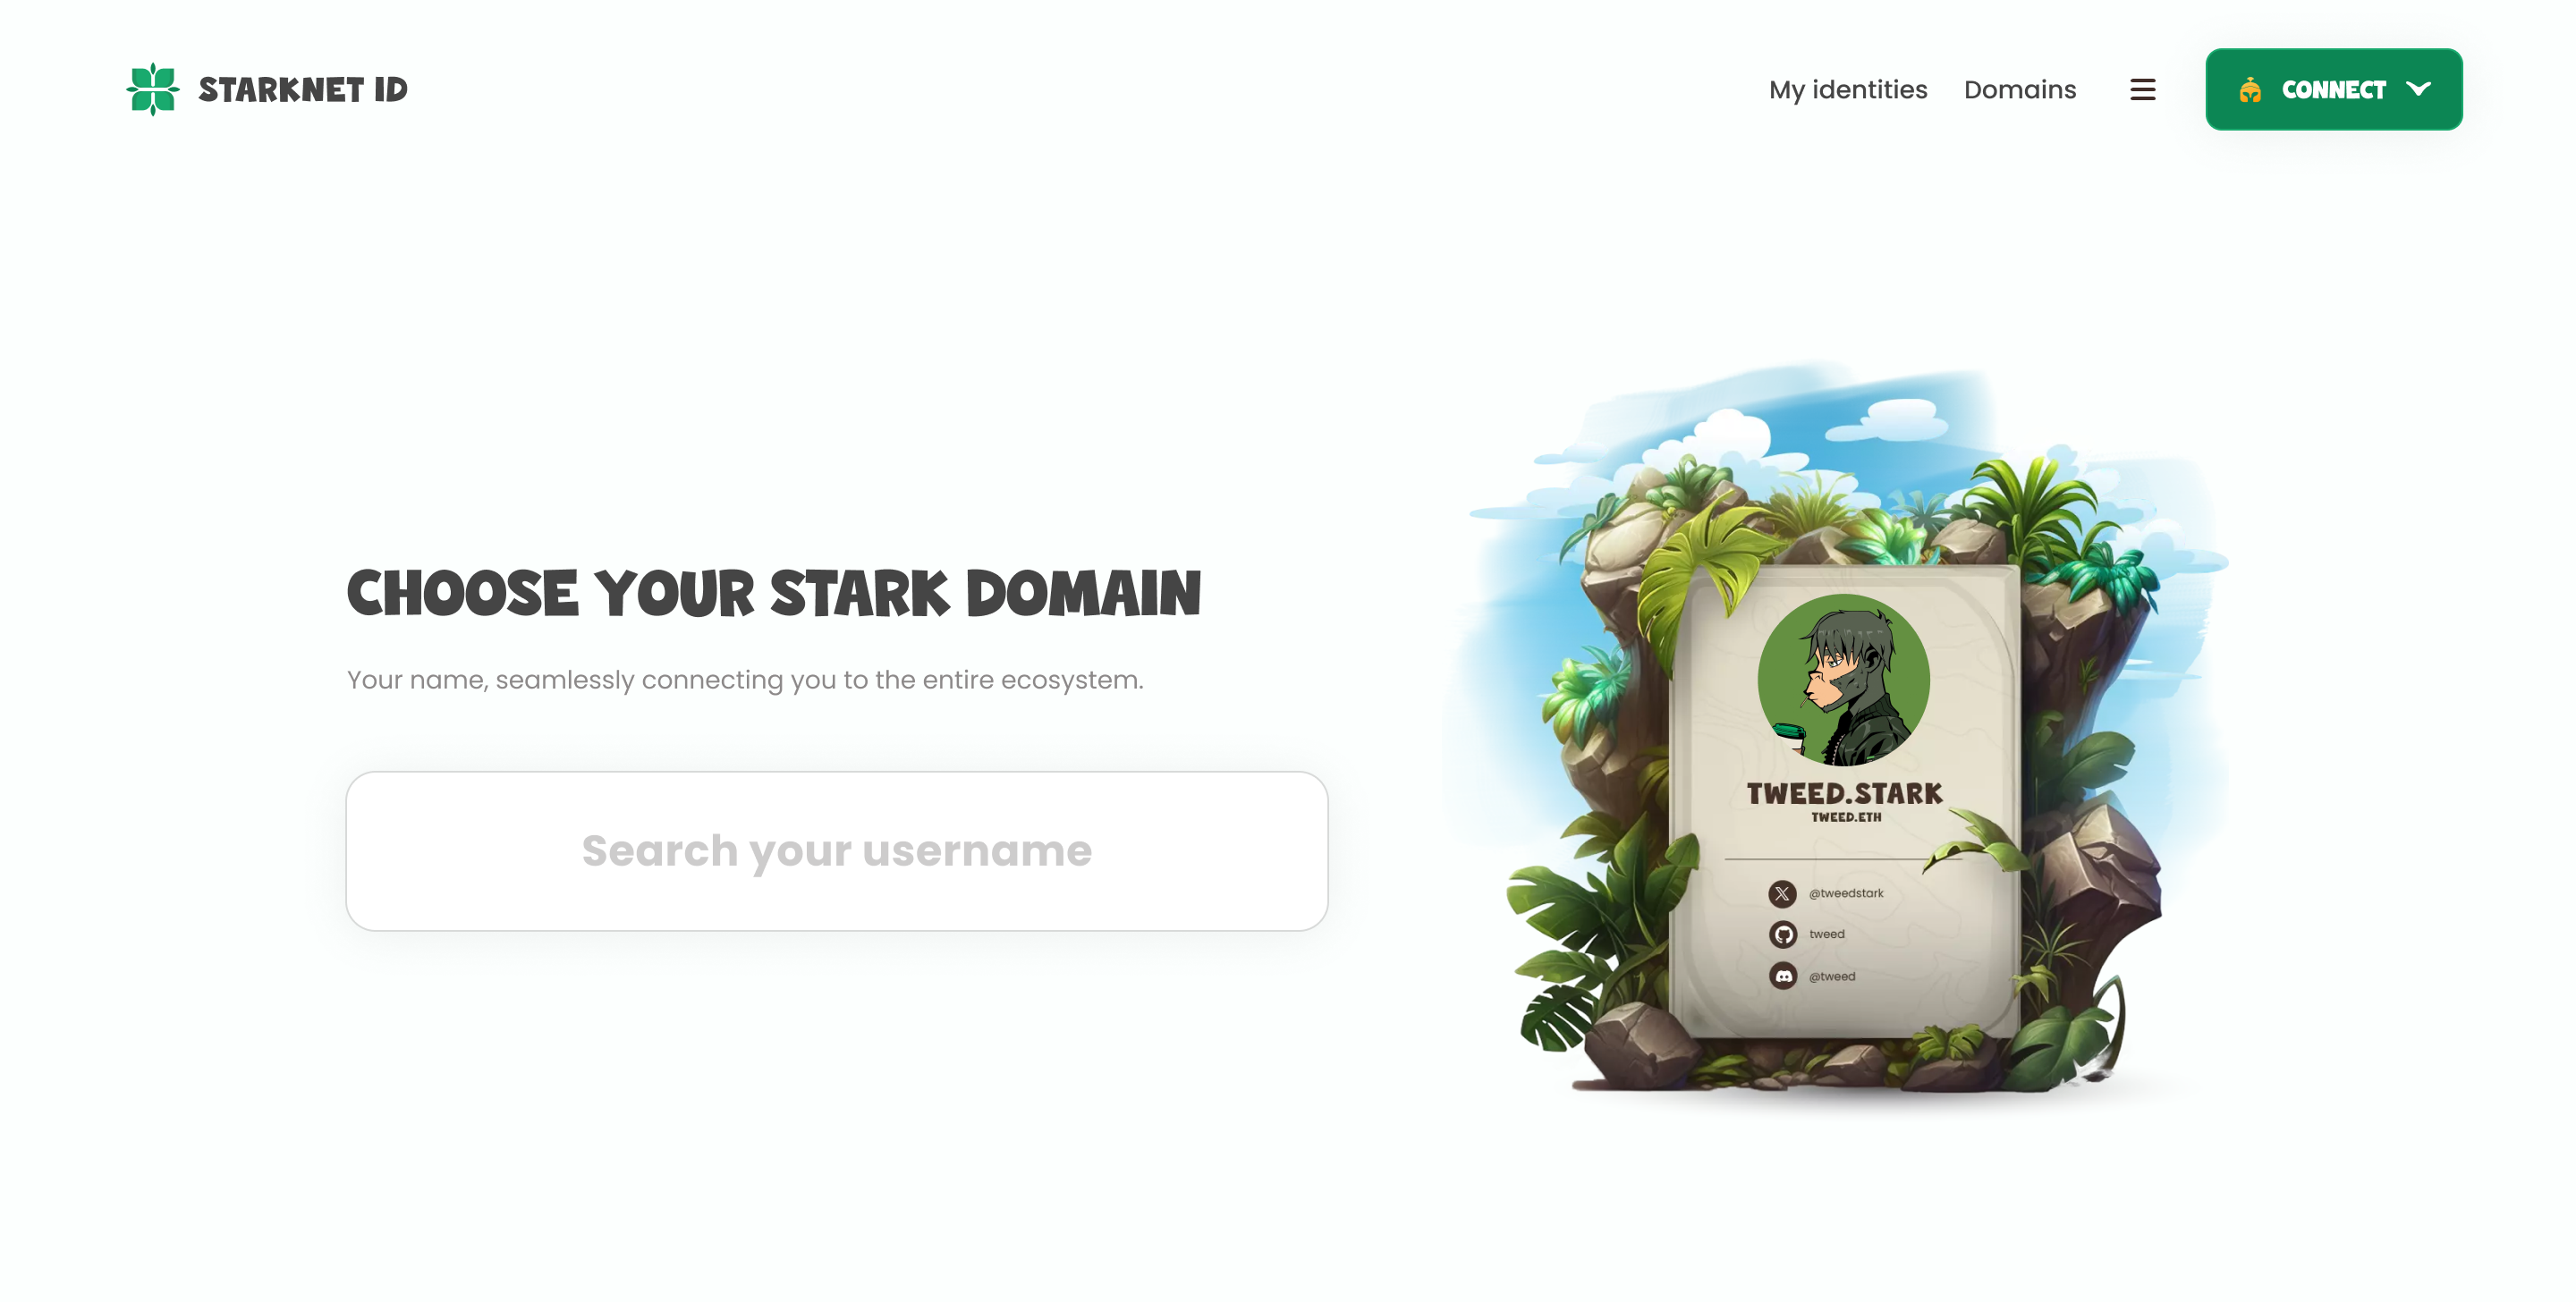 STARKNET ID
My identities
Domains
CONNECT
CHOOSE YOUR STARK DOMAIN
Your name, seamlessly connecting you to the entire ecosystem.
Search your username
TWEED.STARK
TWEED.ETH
@tweedstark
tweed
@tweed